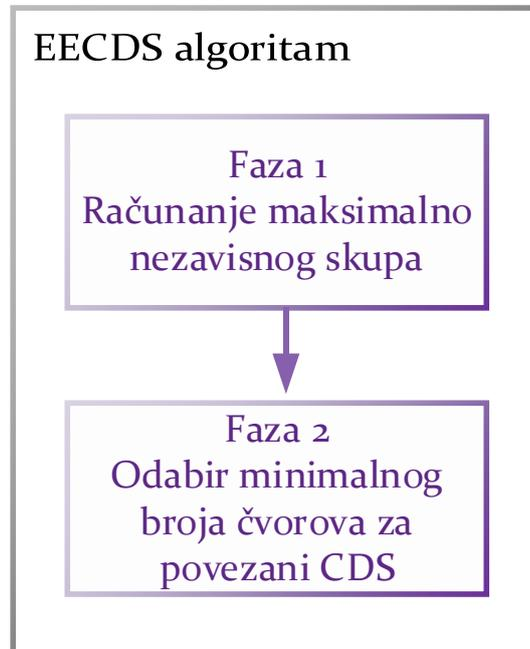 EECDS algoritam
Faza 1
Računanje maksimalno
nezavisnog skupa
Faza 2
Odabir minimalnog
broja čvorova za
povezani CDS